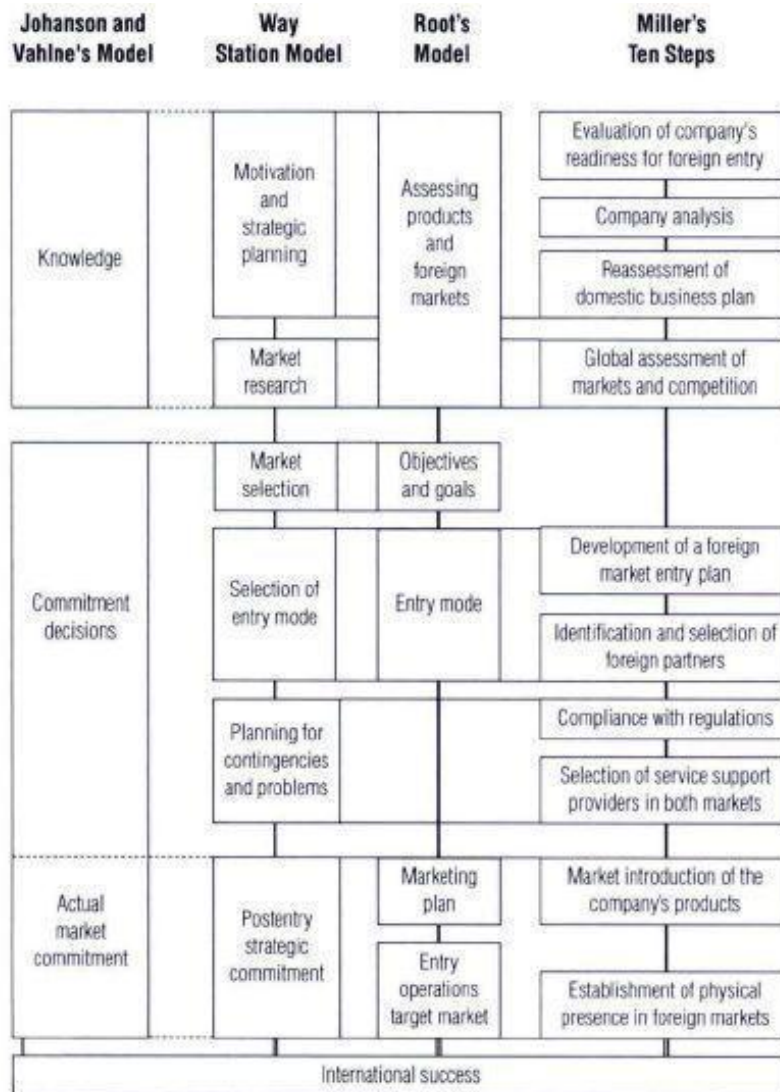 Johanson and
Vahlne's Model
Way
Station Model
Root's
Model
Miller's
Ten Steps
Knowledge
Motivation
and
strategic
planning
Market
research
Assessing
products
and
foreign
markets
Evaluation of company's
readiness for foreign entry
Company analysis
Reassessment of
domestic business plan
Global assessment of
markets and competition
Commitment
decisions
Market
selection
Objectives
and goals
Selection of
entry mode
Entry mode
Development of a foreign
market entry plan
Identification and selection of
foreign partners
Planning for
contingencies
and problems
Compliance with regulations
Selection of service support
providers in both markets
Actual
market
commitment
Postentry
strategic
commitment
Marketing
plan
Entry
operations
target market
Market introduction of the
company's products
Establishment of physical
presence in foreign markets
International success